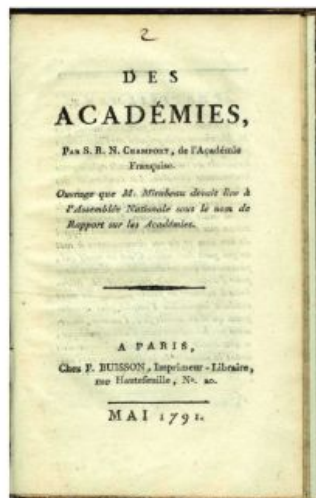 2
DES
ACADÉMIES,
PAR S. R. N. CHAMFORT, de l'Académie
Françoise.
Ouvrage que M. Mirabeau devoit lire à
l'Assemblée Nationale sous le nom de
Rapport sur les Académies.
A PARIS,
Chez F. BUISSON, Imprimeur-Libraire,
rue Hautefeuille, N°. 20.
MAI 1791.